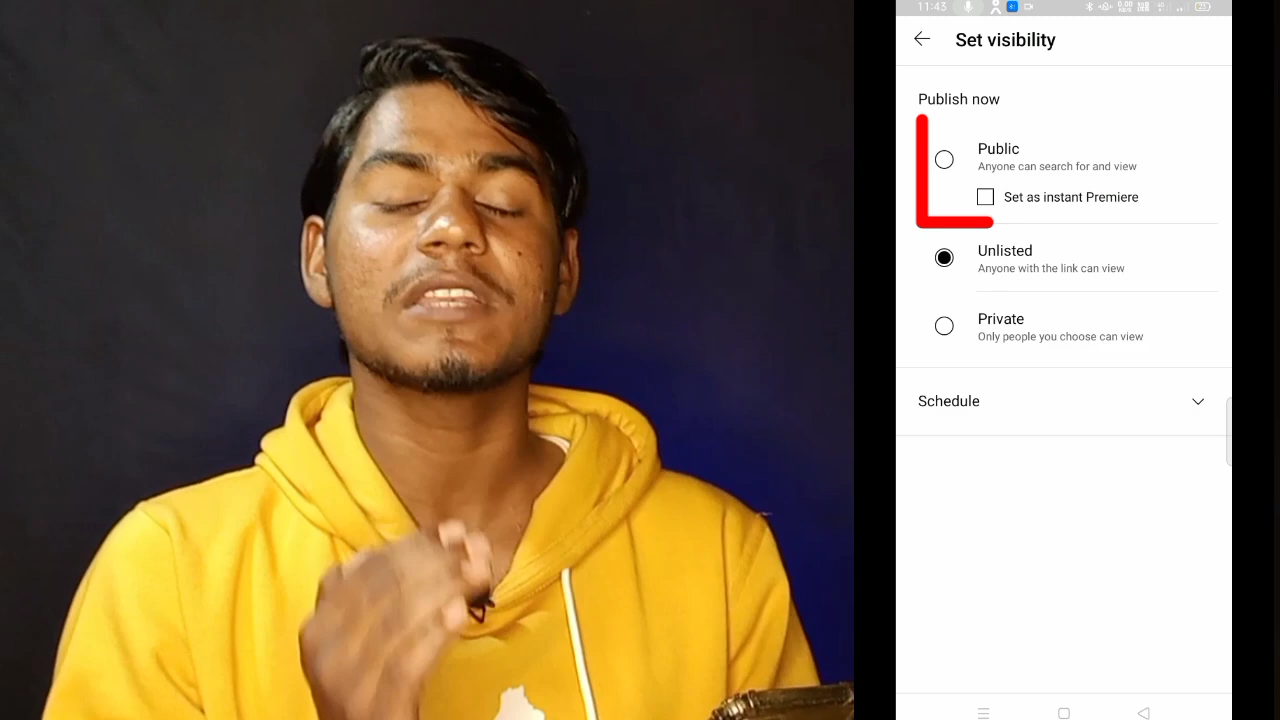 11:43
Set visibility
Publish now
Public
Anyone can search for and view
Set as instant Premiere
Unlisted
Anyone with the link can view
Private
Only people you choose can view
Schedule